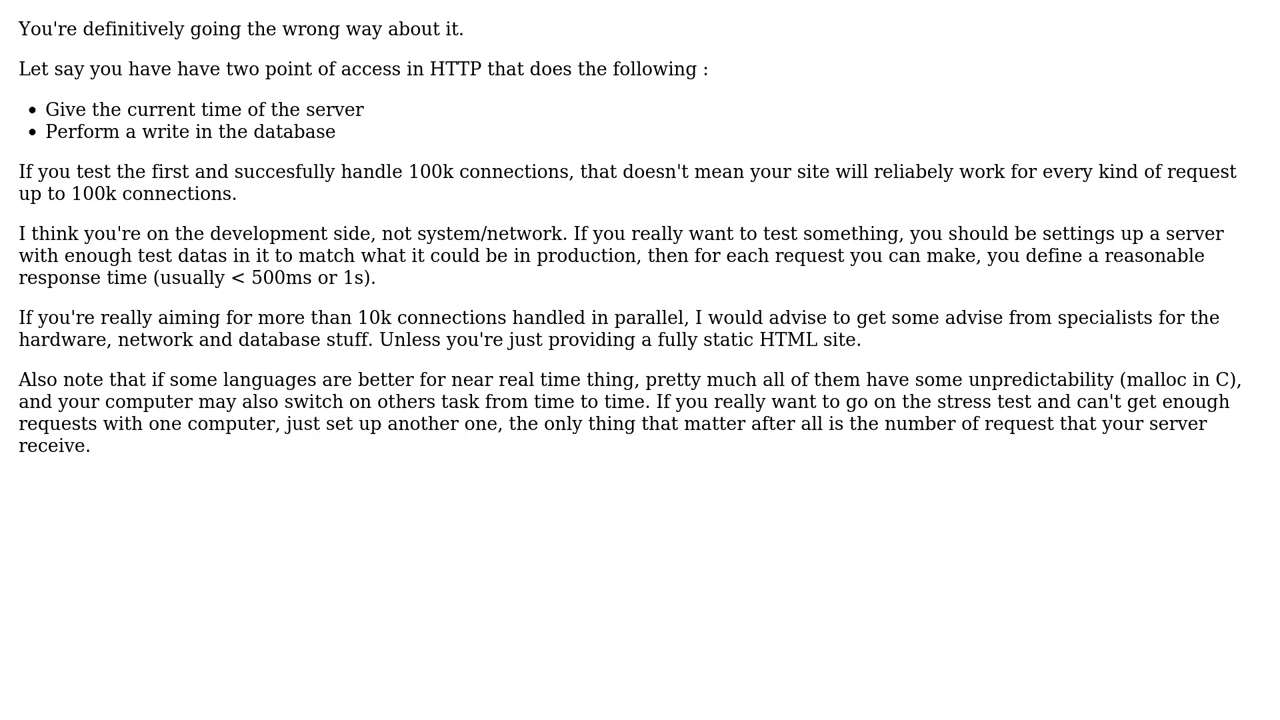 You're definitively going the wrong way about it.
Let say you have have two point of access in HTTP that does the following :
• Give the current time of the server
• Perform a write in the database
If you test the first and succesfully handle 100k connections, that doesn't mean your site will reliabely work for every kind of request
up to 100k connections.
I think you're on the development side, not system/network. If you really want to test something, you should be settings up a server
with enough test datas in it to match what it could be in production, then for each request you can make, you define a reasonable
response time (usually < 500ms or 1s).
If you're really aiming for more than 10k connections handled in parallel, I would advise to get some advise from specialists for the
hardware, network and database stuff. Unless you're just providing a fully static HTML site.
Also note that if some languages are better for near real time thing, pretty much all of them have some unpredictability (malloc in C),
and your computer may also switch on others task from time to time. If you really want to go on the stress test and can't get enough
requests with one computer, just set up another one, the only thing that matter after all is the number of request that your server
receive.